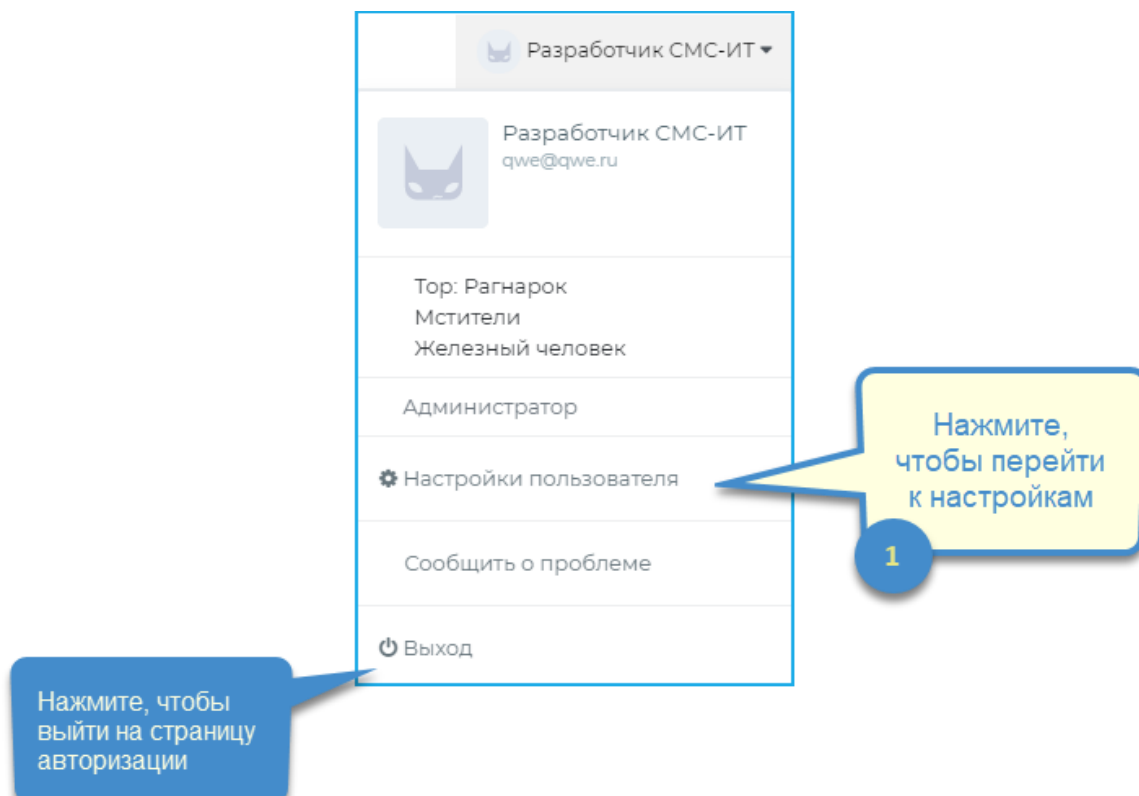 Разработчик СМС-ИТ
Разработчик СМС-ИТ
qwe@qwe.ru
Тор: Рагнарок
Мстители
Железный человек
Администратор
Настройки пользователя
Нажмите,
чтобы перейти
к настройкам
1
Сообщить о проблеме
Выход
Нажмите, чтобы
выйти на страницу
авторизации